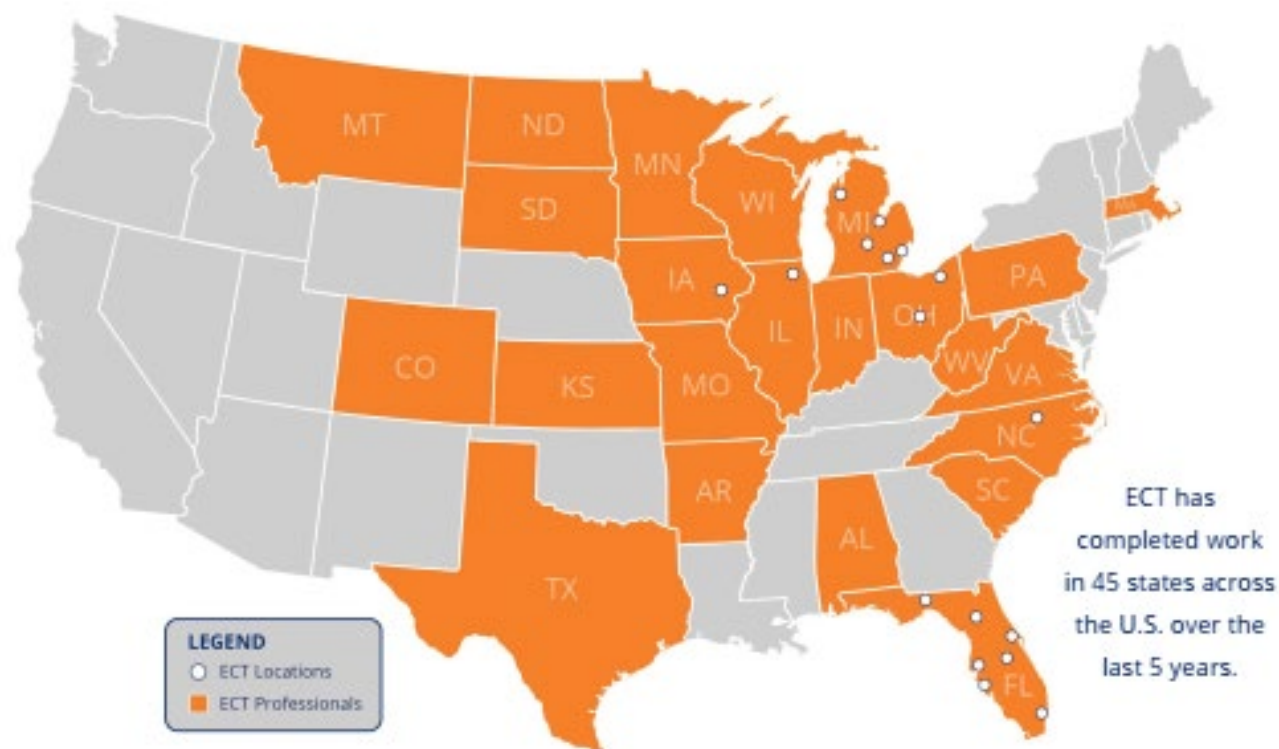 MT
ND
MN
SD
WI
MI
IA
PA
IL
IN
OH
CO
KS
MO
WV
VA
NC
AR
SC
AL
TX
FL
MA
ECT has
completed work
in 45 states across
the U.S. over the
last 5 years.
LEGEND
ECT Locations
ECT Professionals